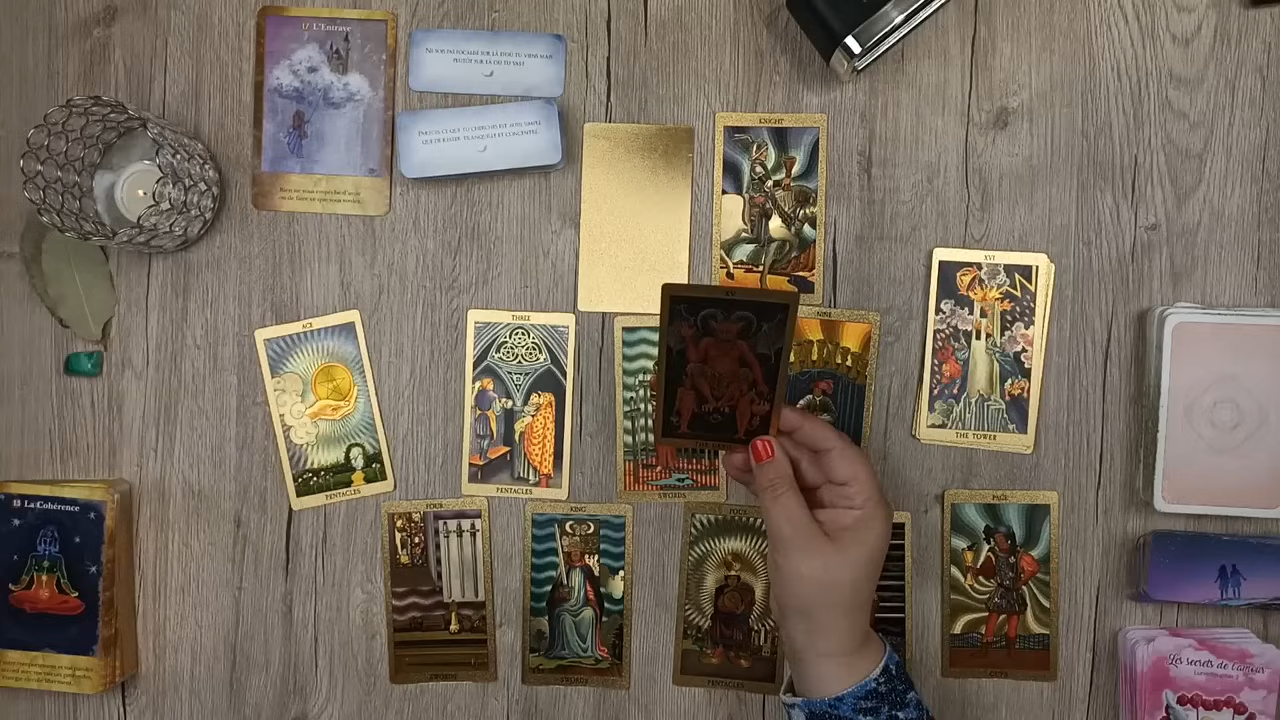 17 L'Entrave
Rien ne vous empêche d'avoir
ou de faire ce que vous voulez.
NE SOIS PAS FOCALISÉ SUR LÀ D'OÙ TU VIENS MAIS
PLUTÔT SUR LÀ OÙ TU VAS!
PARFOIS CE QUE TU CHERCHES EST AUSSI SIMPLE
QUE DE RESTER TRANQUILLE ET CONCENTRÉ.
KNIGHT
XVI
THE TOWER
ACE
PENTACLES
THREE
PENTACLES
SWORDS
XV
NINE
FOUR
SWORDS
KING
SWORDS
FOUR
PENTACLES
PAGE
CUPS
13 La Cohérence
Les secrets de l'amour